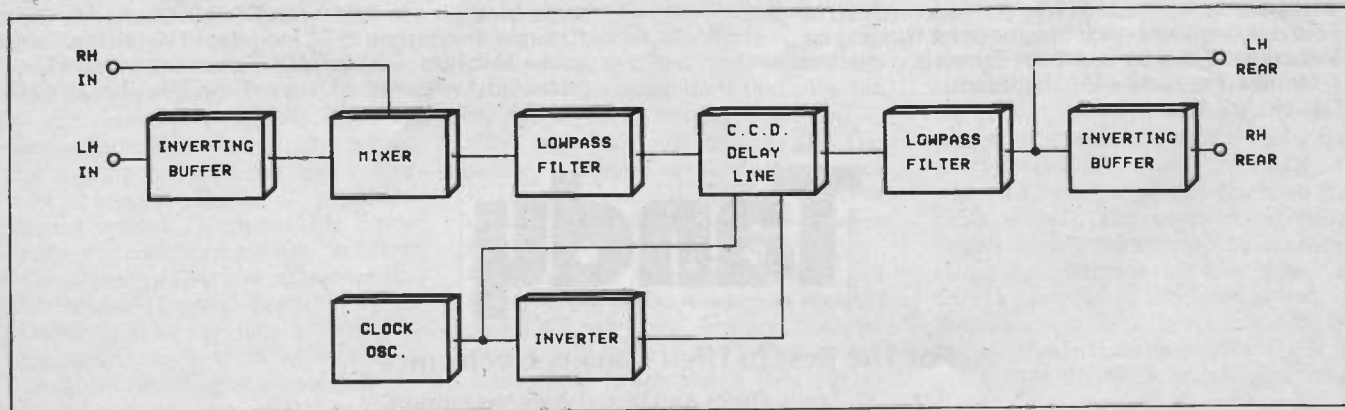 RH
IN
LH
IN
INVERTING
BUFFER
MIXER
LOWPASS
FILTER
C.C.D.
DELAY
LINE
LOWPASS
FILTER
INVERTING
BUFFER
LH
REAR
RH
REAR
CLOCK
OSC.
INVERTER